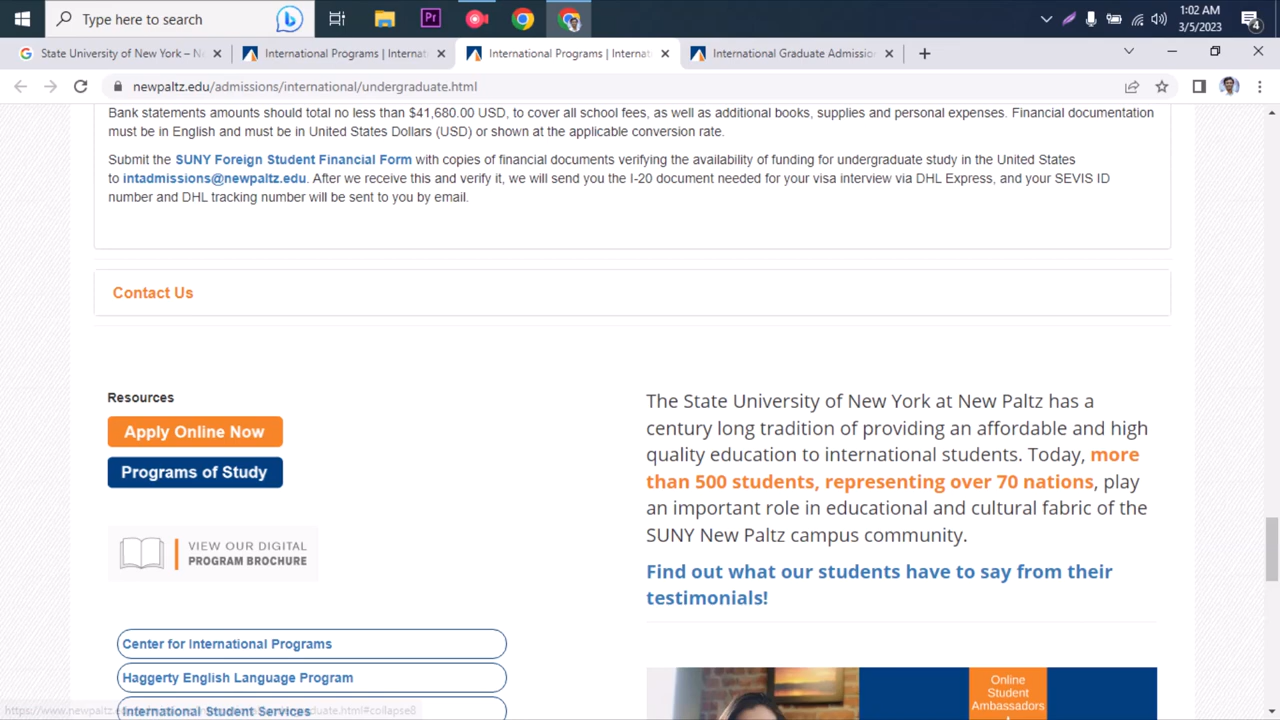 Type here to search
1:02 AM
3/5/2023
4
State University of New York – Ne
International Programs | Internat
International Programs | Internat
International Graduate Admission
newpaltz.edu/admissions/international/undergraduate.html
Bank statements amounts should total no less than $41,680.00 USD, to cover all school fees, as well as additional books, supplies and personal expenses. Financial documentation
must be in English and must be in United States Dollars (USD) or shown at the applicable conversion rate.
Submit the SUNY Foreign Student Financial Form with copies of financial documents verifying the availability of funding for undergraduate study in the United States
to intadmissions@newpaltz.edu. After we receive this and verify it, we will send you the I-20 document needed for your visa interview via DHL Express, and your SEVIS ID
number and DHL tracking number will be sent to you by email.
Contact Us
Resources
Apply Online Now
Programs of Study
VIEW OUR DIGITAL
PROGRAM BROCHURE
Center for International Programs
Haggerty English Language Program
International Student Services
The State University of New York at New Paltz has a
century long tradition of providing an affordable and high
quality education to international students. Today, more
than 500 students, representing over 70 nations, play
an important role in educational and cultural fabric of the
SUNY New Paltz campus community.
Find out what our students have to say from their
testimonials!
Online
Student
Ambassadors